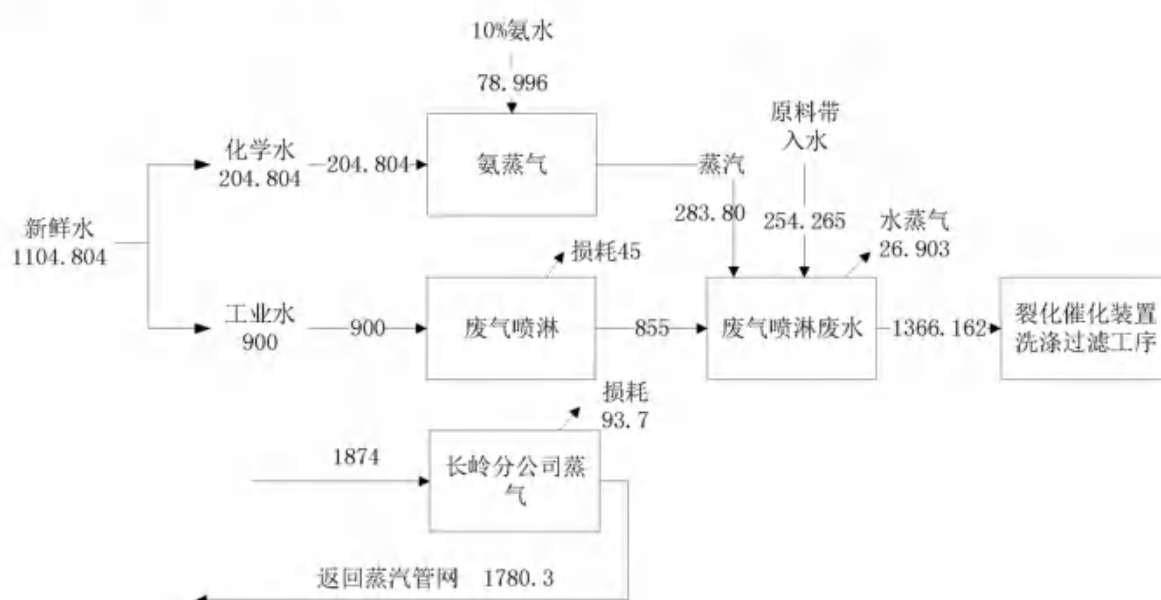 10%氨水
78.996
原料带
入水
化学水
204.804
204.804
氨蒸气
蒸汽
283.80
254.265
水蒸气
26.903
新鲜水
1104.804
损耗45
工业水
900
900
废气喷淋
855
废气喷淋废水
1366.162
裂化催化装置
洗涤过滤工序
损耗
93.7
1874
长岭分公司蒸
气
返回蒸汽管网 1780.3